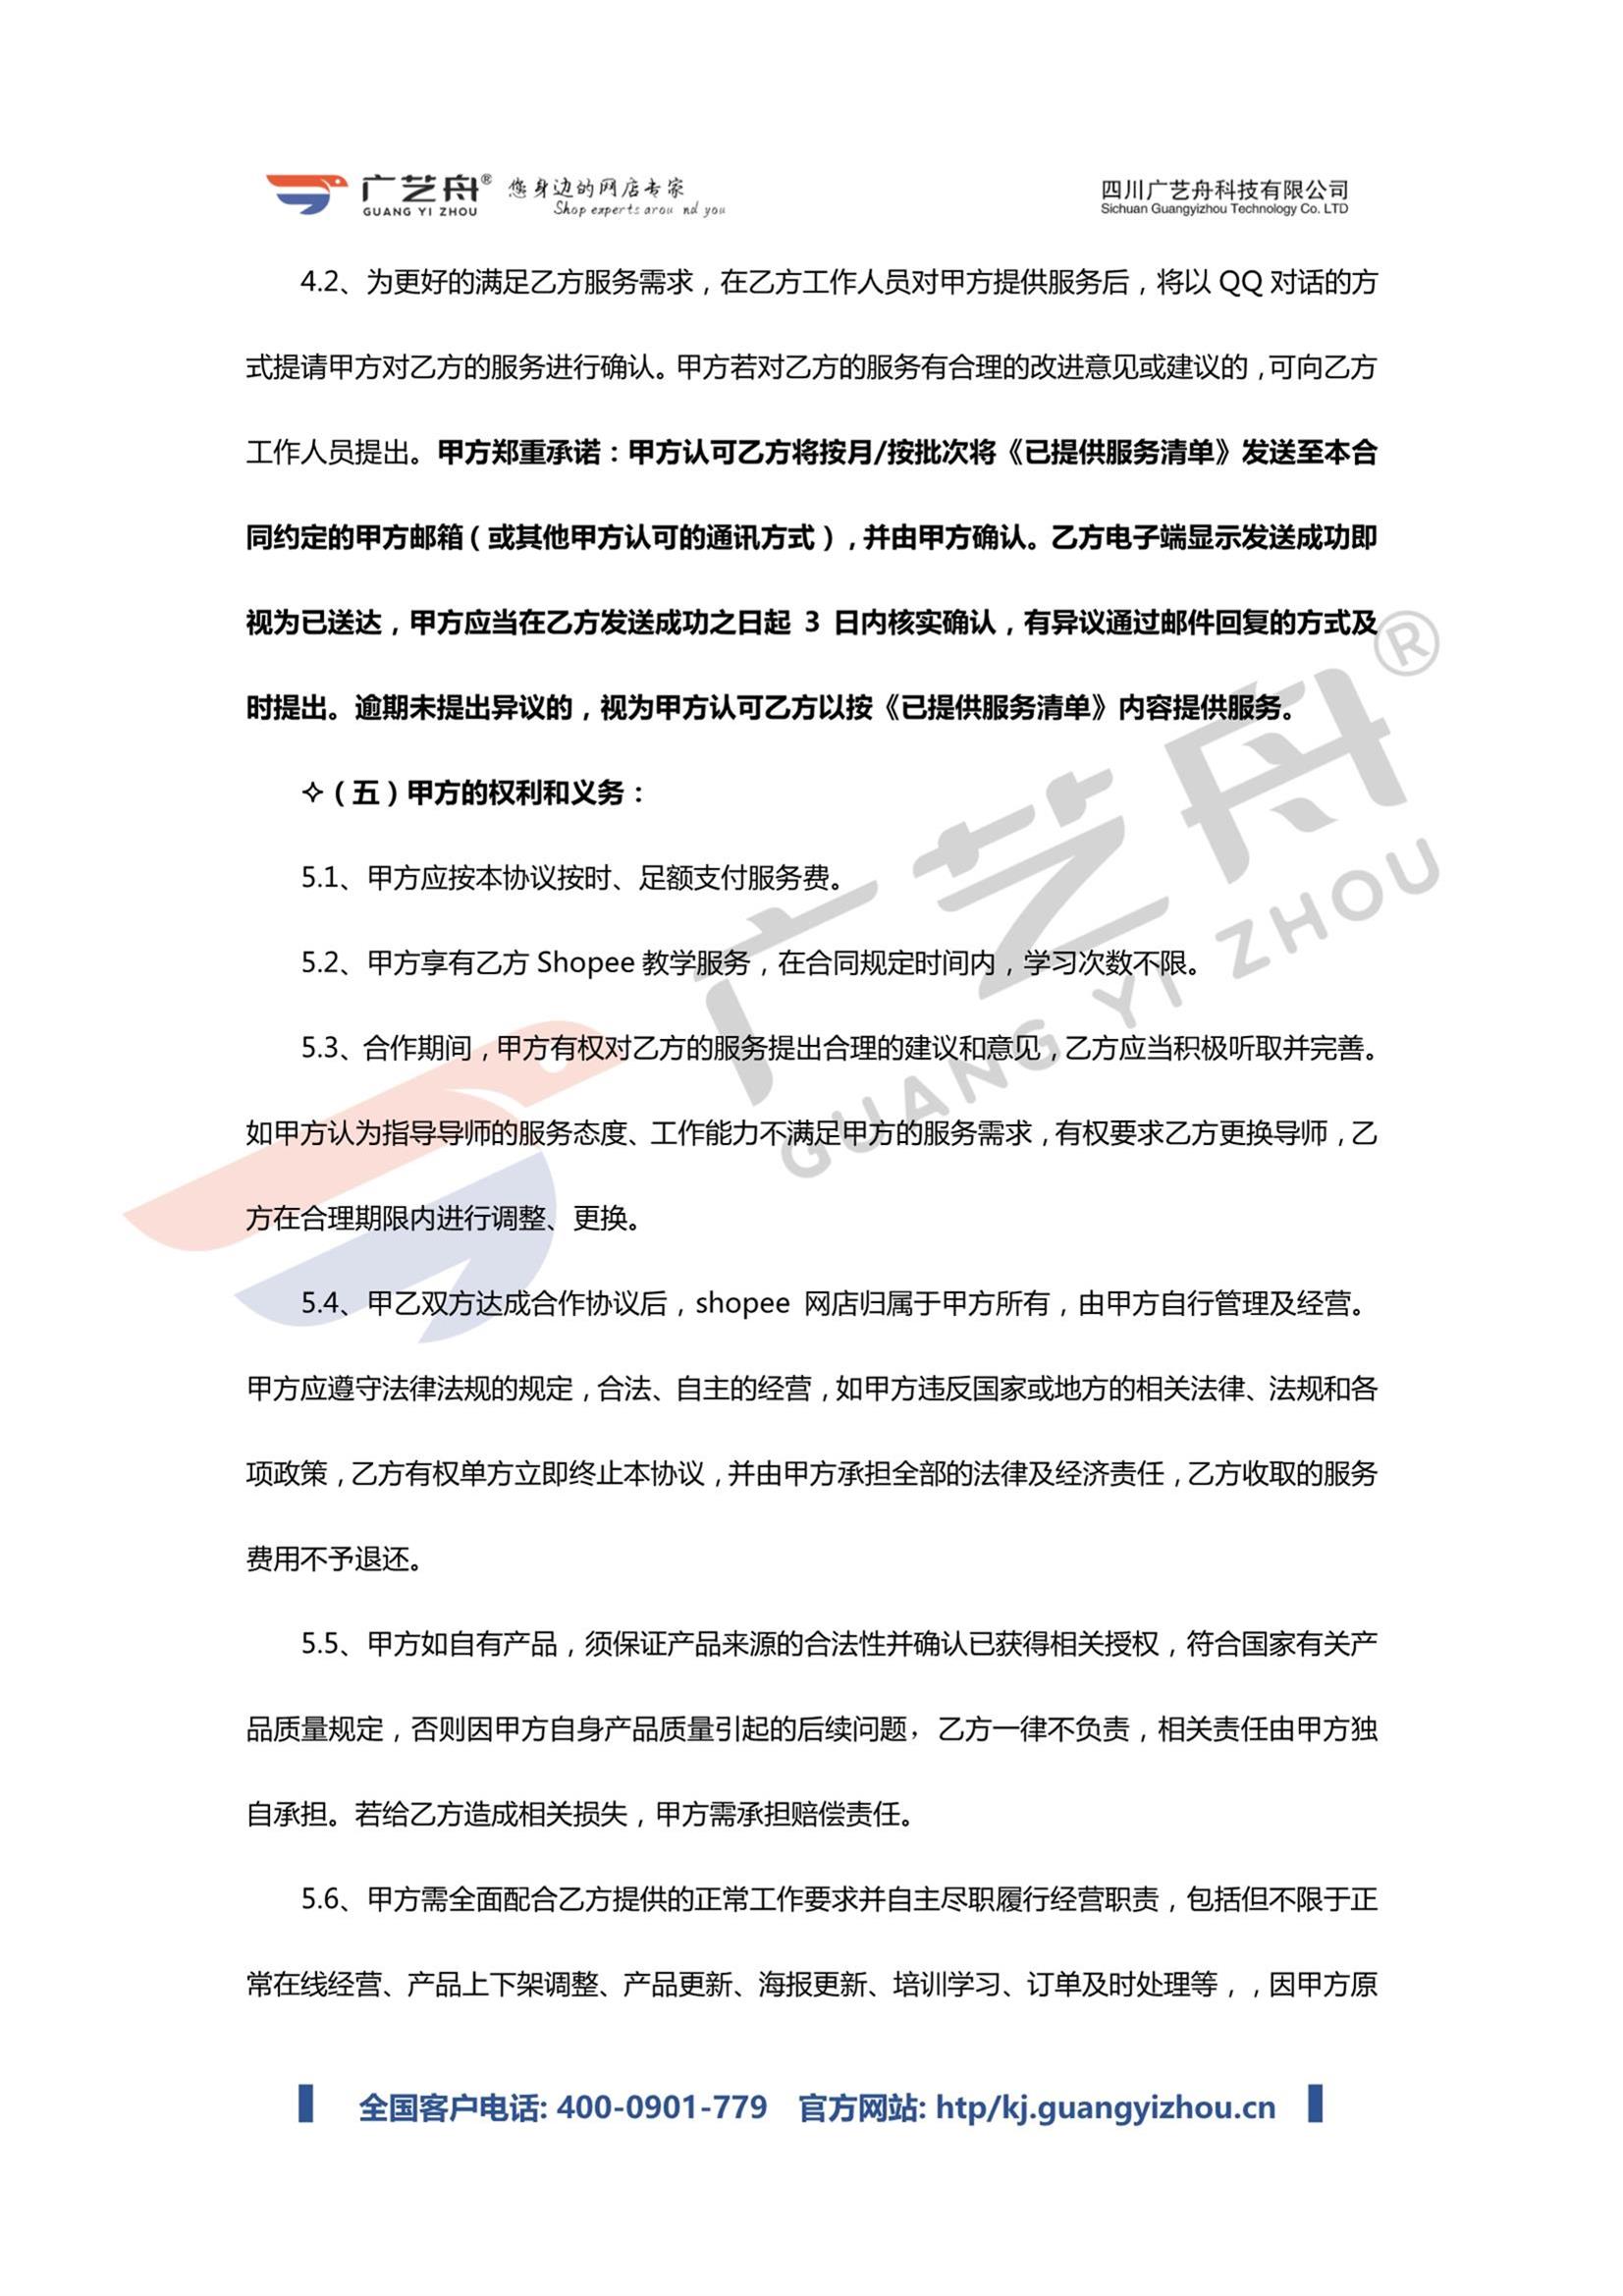 广艺舟® 您身边的网店专家 四川广艺舟科技有限公司
GUANG YI ZHOU Shop experts arou nd you Sichuan Guangyizhou Technology Co. LTD
4.2、为更好的满足乙方服务需求，在乙方工作人员对甲方提供服务后，将以 QQ 对话的方
式提请甲方对乙方的服务进行确认。甲方若对乙方的服务有合理的改进意见或建议的，可向乙方
工作人员提出。甲方郑重承诺：甲方认可乙方将按月/按批次将《已提供服务清单》发送至本合
同约定的甲方邮箱（或其他甲方认可的通讯方式），并由甲方确认。乙方电子端显示发送成功即
视为已送达，甲方应当在乙方发送成功之日起 3 日内核实确认，有异议通过邮件回复的方式及
时提出。逾期未提出异议的，视为甲方认可乙方以按《已提供服务清单》内容提供服务。
✧（五）甲方的权利和义务：
5.1、甲方应按本协议按时、足额支付服务费。
5.2、甲方享有乙方 Shopee 教学服务，在合同规定时间内，学习次数不限。
5.3、合作期间，甲方有权对乙方的服务提出合理的建议和意见，乙方应当积极听取并完善。
如甲方认为指导导师的服务态度、工作能力不满足甲方的服务需求，有权要求乙方更换导师，乙
方在合理期限内进行调整、更换。
5.4、甲乙双方达成合作协议后，shopee 网店归属于甲方所有，由甲方自行管理及经营。
甲方应遵守法律法规的规定，合法、自主的经营，如甲方违反国家或地方的相关法律、法规和各
项政策，乙方有权单方立即终止本协议，并由甲方承担全部的法律及经济责任，乙方收取的服务
费用不予退还。
5.5、甲方如自有产品，须保证产品来源的合法性并确认已获得相关授权，符合国家有关产
品质量规定，否则因甲方自身产品质量引起的后续问题，乙方一律不负责，相关责任由甲方独
自承担。若给乙方造成相关损失，甲方需承担赔偿责任。
5.6、甲方需全面配合乙方提供的正常工作要求并自主尽职履行经营职责，包括但不限于正
常在线经营、产品上下架调整、产品更新、海报更新、培训学习、订单及时处理等，，因甲方原
广艺舟®
GUANG YI ZHOU
全国客户电话: 400-0901-779 官方网站: htp/kj.guangyizhou.cn